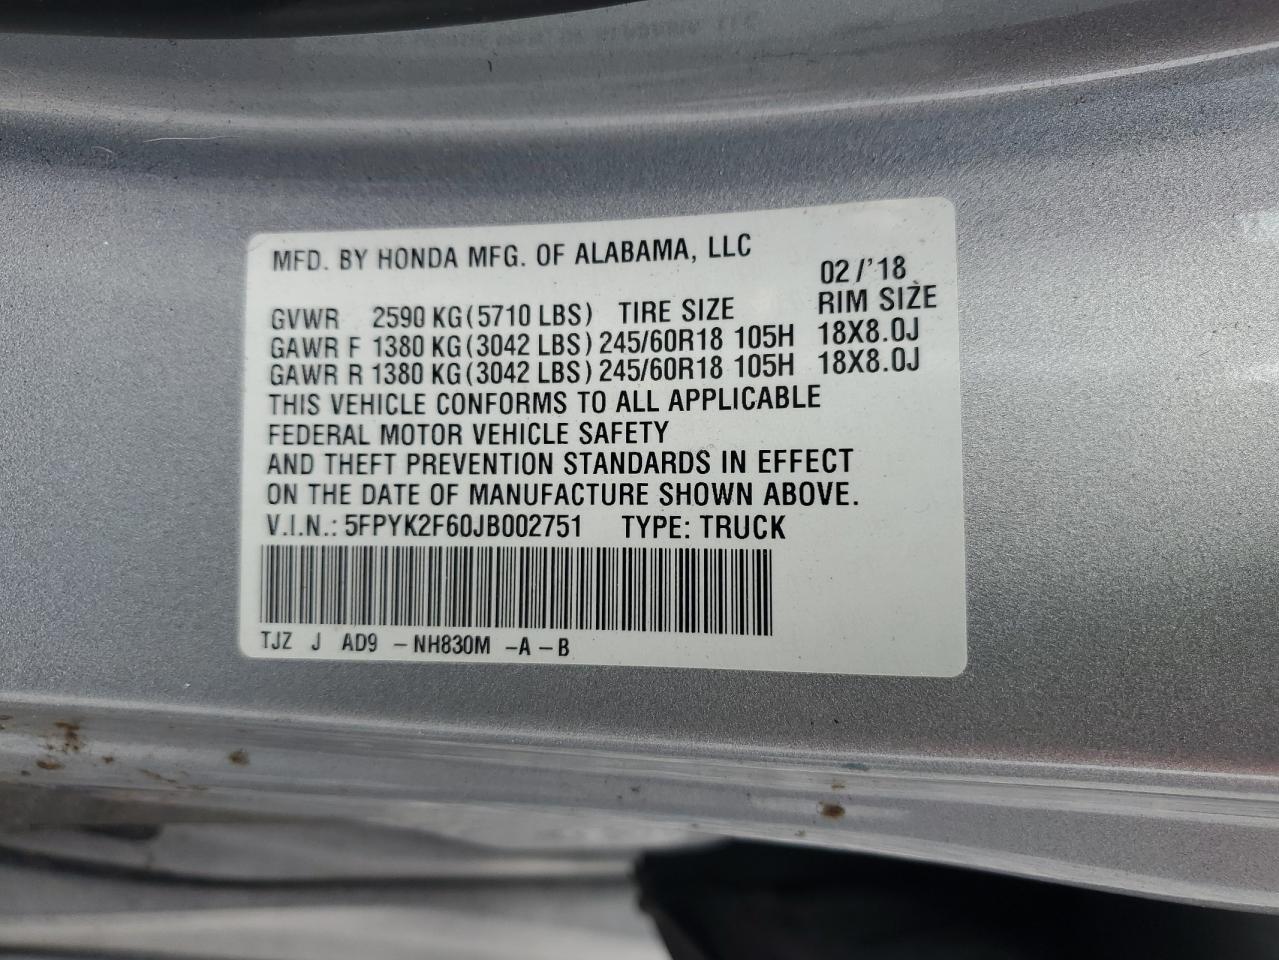 MFD. BY HONDA MFG. OF ALABAMA, LLC
02/'18
GVWR 2590 KG(5710 LBS) TIRE SIZE RIM SIZE
GAWR F 1380 KG(3042 LBS) 245/60R18 105H 18X8.0J
GAWR R 1380 KG(3042 LBS) 245/60R18 105H 18X8.0J
THIS VEHICLE CONFORMS TO ALL APPLICABLE
FEDERAL MOTOR VEHICLE SAFETY
AND THEFT PREVENTION STANDARDS IN EFFECT
ON THE DATE OF MANUFACTURE SHOWN ABOVE.
V.I.N.: 5FPYK2F60JB002751 TYPE: TRUCK
TJZ J AD9 -NH830M -A-B